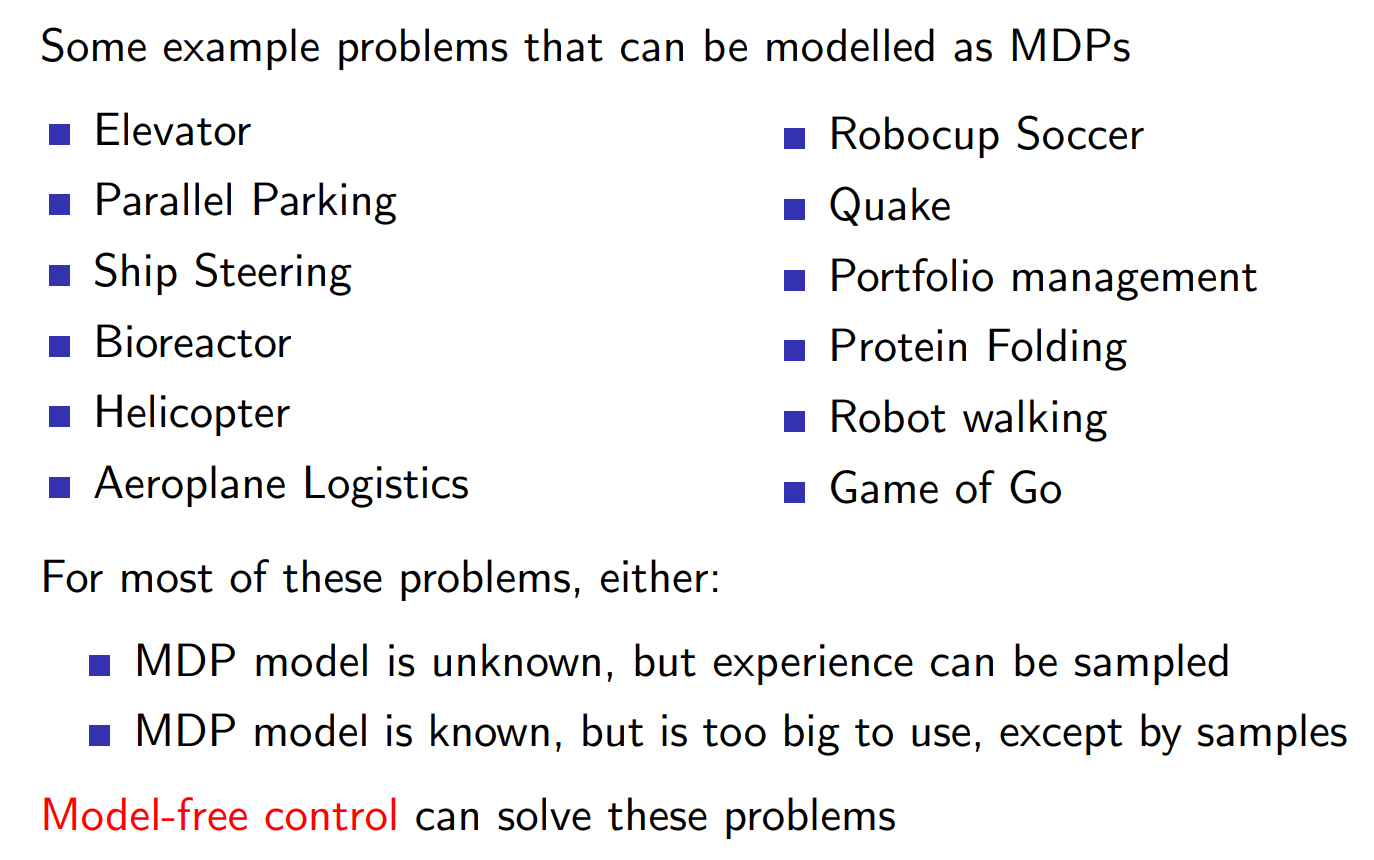 Some example problems that can be modelled as MDPs
Elevator
Parallel Parking
Ship Steering
Bioreactor
Helicopter
Aeroplane Logistics
Robocup Soccer
Quake
Portfolio management
Protein Folding
Robot walking
Game of Go
For most of these problems, either:
MDP model is unknown, but experience can be sampled
MDP model is known, but is too big to use, except by samples
Model-free control can solve these problems